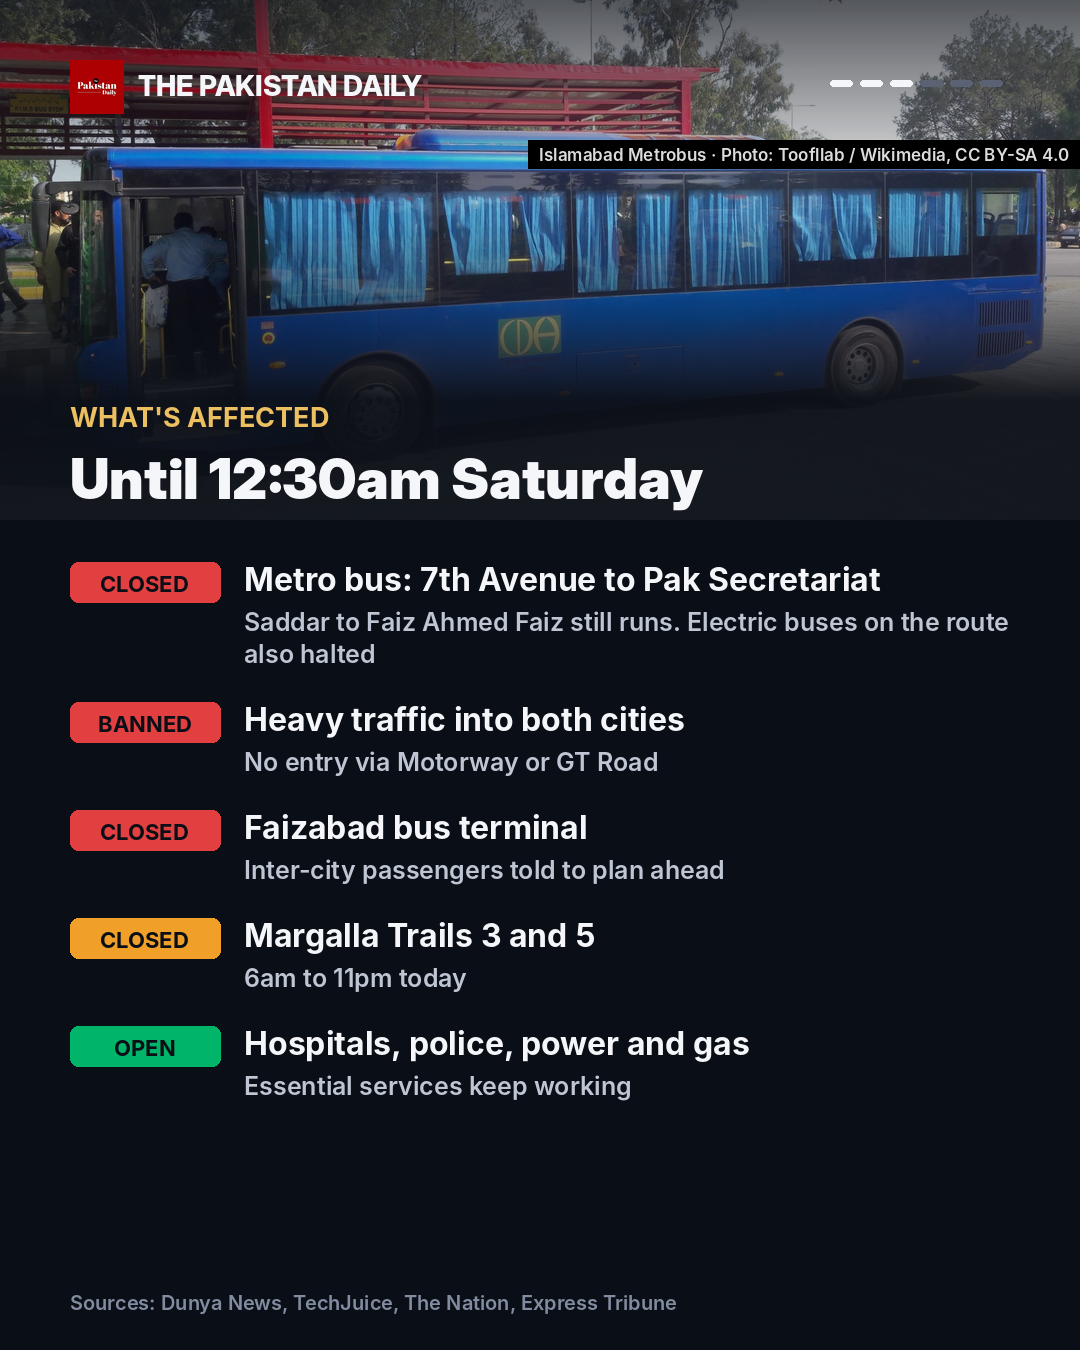 Pakistan
Daily
THE PAKISTAN DAILY
Islamabad Metrobus · Photo: Toofllab / Wikimedia, CC BY-SA 4.0
CDA
WHAT'S AFFECTED
Until 12:30am Saturday
CLOSED
Metro bus: 7th Avenue to Pak Secretariat
Saddar to Faiz Ahmed Faiz still runs. Electric buses on the route
also halted
BANNED
Heavy traffic into both cities
No entry via Motorway or GT Road
CLOSED
Faizabad bus terminal
Inter-city passengers told to plan ahead
CLOSED
Margalla Trails 3 and 5
6am to 11pm today
OPEN
Hospitals, police, power and gas
Essential services keep working
Sources: Dunya News, TechJuice, The Nation, Express Tribune